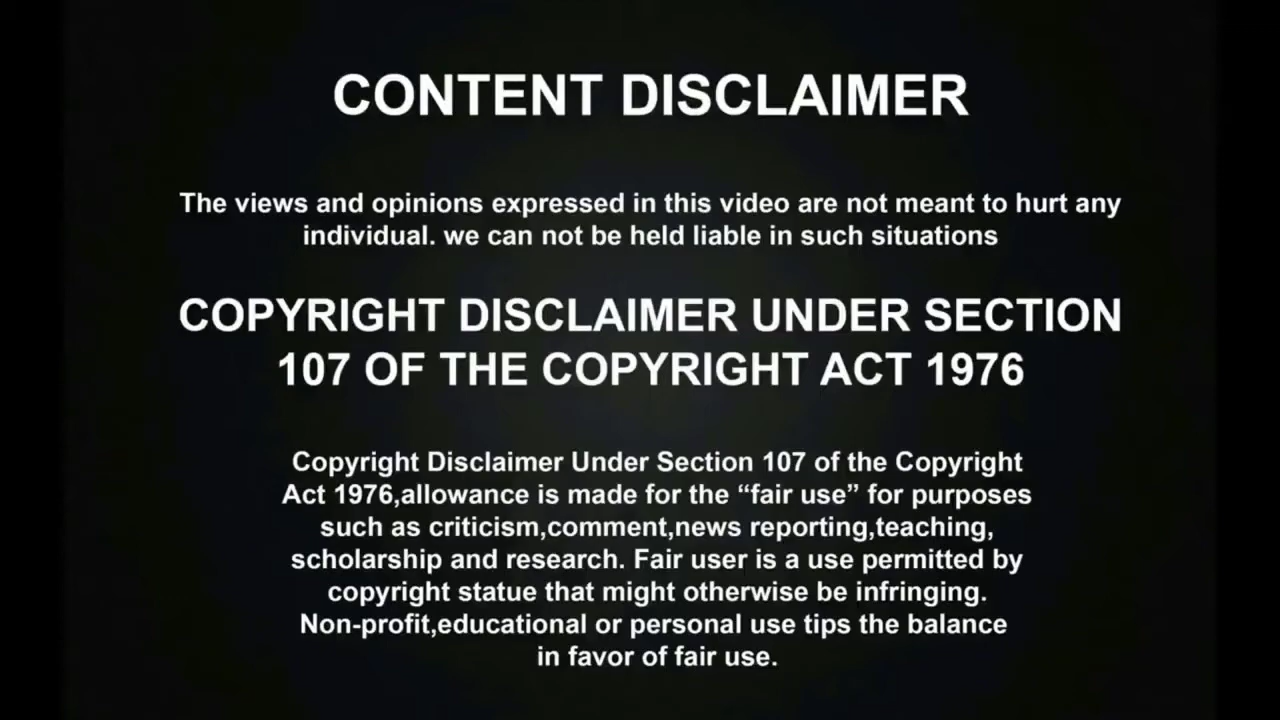 CONTENT DISCLAIMER
The views and opinions expressed in this video are not meant to hurt any
individual. we can not be held liable in such situations
COPYRIGHT DISCLAIMER UNDER SECTION
107 OF THE COPYRIGHT ACT 1976
Copyright Disclaimer Under Section 107 of the Copyright
Act 1976,allowance is made for the “fair use” for purposes
such as criticism,comment,news reporting,teaching,
scholarship and research. Fair user is a use permitted by
copyright statue that might otherwise be infringing.
Non-profit,educational or personal use tips the balance
in favor of fair use.